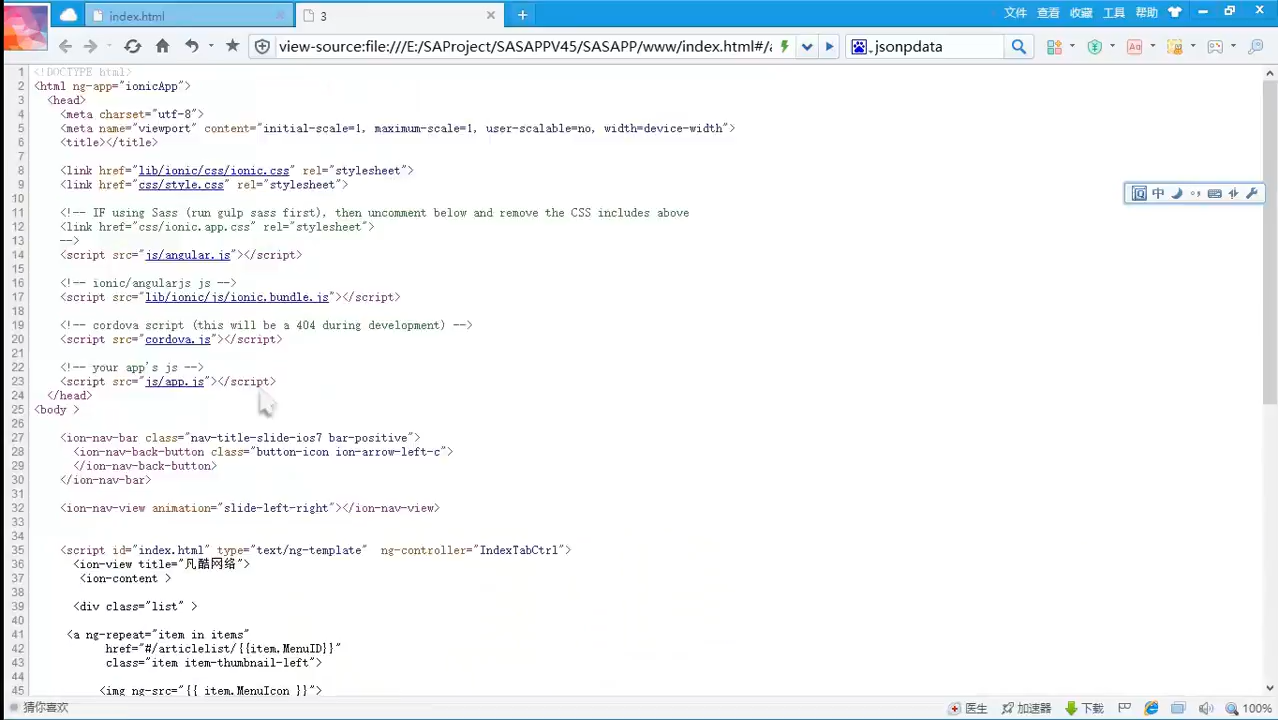 index.html
3
文件 查看 收藏 工具 帮助
view-source:file:///E:/SAProject/SASAPPV45/SASAPP/www/index.html#/a
jsonpdata
1 <!DOCTYPE html>
2 <html ng-app="ionicApp">
3 <head>
4 <meta charset="utf-8">
5 <meta name="viewport" content="initial-scale=1, maximum-scale=1, user-scalable=no, width=device-width">
6 <title></title>
7
8 <link href="lib/ionic/css/ionic.css" rel="stylesheet">
9 <link href="css/style.css" rel="stylesheet">
10
11 <!-- IF using Sass (run gulp sass first), then uncomment below and remove the CSS includes above
12 <link href="css/ionic.app.css" rel="stylesheet">
13 -->
14 <script src="js/angular.js"></script>
15
16 <!-- ionic/angularjs js -->
17 <script src="lib/ionic/js/ionic.bundle.js"></script>
18
19 <!-- cordova script (this will be a 404 during development) -->
20 <script src="cordova.js"></script>
21
22 <!-- your app's js -->
23 <script src="js/app.js"></script>
24 </head>
25 <body >
26
27 <ion-nav-bar class="nav-title-slide-ios7 bar-positive">
28 <ion-nav-back-button class="button-icon ion-arrow-left-c">
29 </ion-nav-back-button>
30 </ion-nav-bar>
31
32 <ion-nav-view animation="slide-left-right"></ion-nav-view>
33
34
35 <script id="index.html" type="text/ng-template" ng-controller="IndexTabCtrl">
36 <ion-view title="凡酷网络">
37 <ion-content >
38
39 <div class="list" >
40
41 <a ng-repeat="item in items"
42 href="#/articlelist/{{item.MenuID}}"
43 class="item item-thumbnail-left">
44
45 <img ng-src="{{ item.MenuIcon }}">
中
猜你喜欢
医生 加速器 下载 100%